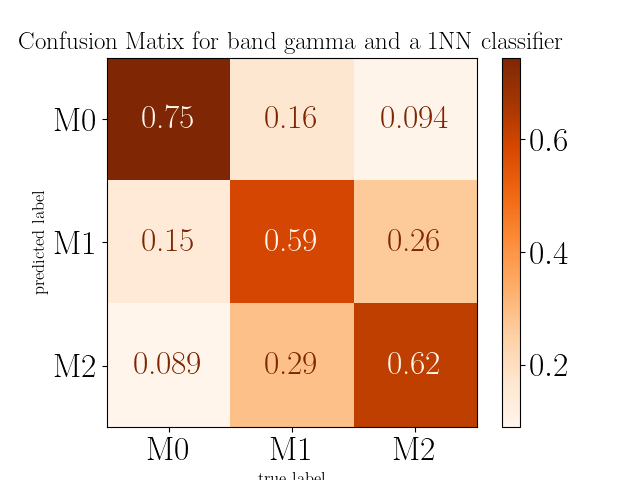 Confusion Matix for band gamma and a 1NN classifier
M0 0.75 0.16 0.094
M1 0.15 0.59 0.26
M2 0.089 0.29 0.62
M0 M1 M2
predicted label
true label
0.6
0.4
0.2